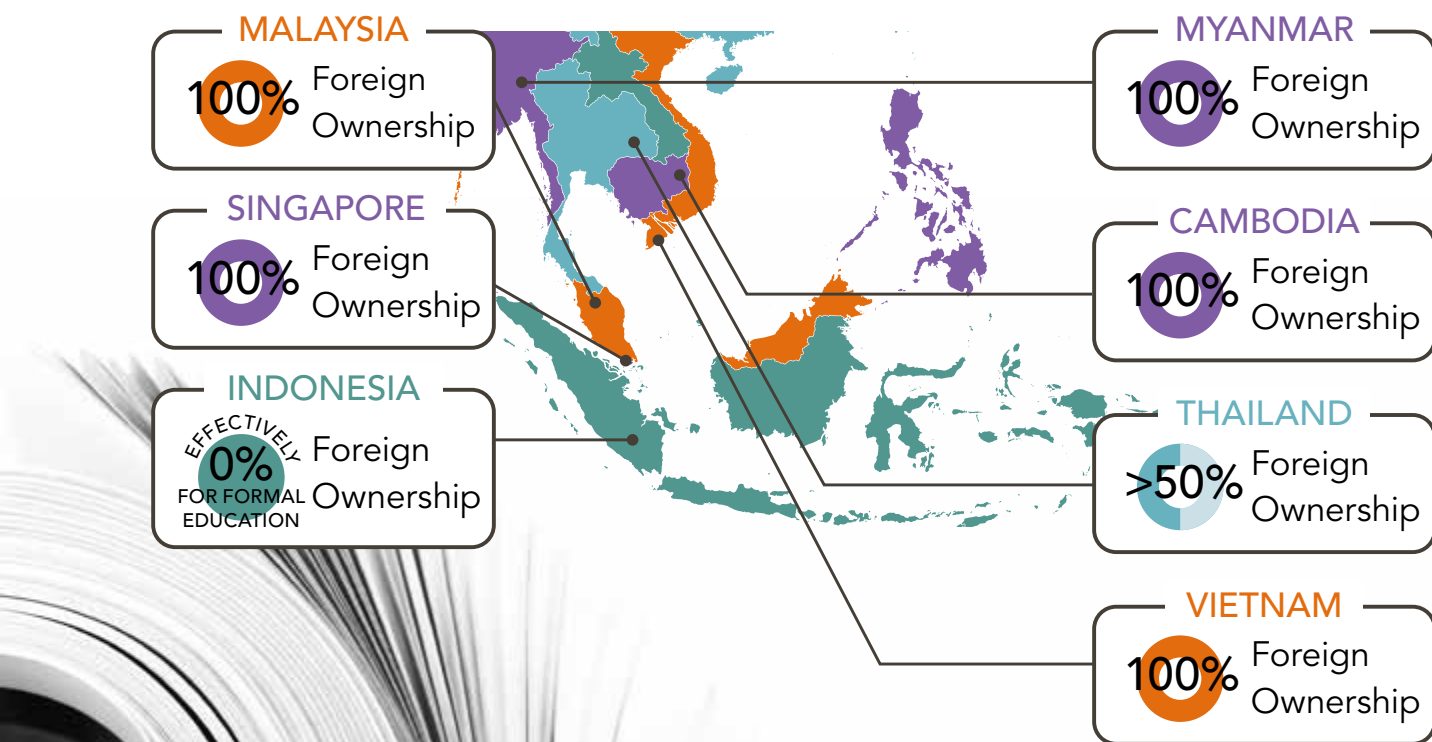 MALAYSIA
100%
Foreign
Ownership
SINGAPORE
100%
Foreign
Ownership
INDONESIA
EFFECTIVELY
0%
FOR FORMAL
EDUCATION
Foreign
Ownership
MYANMAR
100%
Foreign
Ownership
CAMBODIA
100%
Foreign
Ownership
THAILAND
>50%
Foreign
Ownership
VIETNAM
100%
Foreign
Ownership